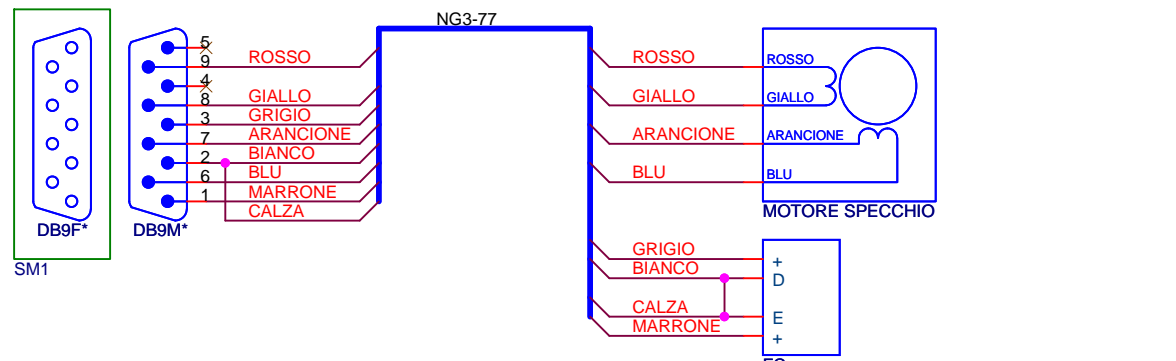 NG3-77
5
9
ROSSO
4
8
GIALLO
3
GRIGIO
7
ARANCIONE
2
BIANCO
6
BLU
1
MARRONE
CALZA
DB9F*
DB9M*
SM1
ROSSO
GIALLO
ARANCIONE
BLU
ROSSO
GIALLO
ARANCIONE
BLU
MOTORE SPECCHIO
GRIGIO
BIANCO
CALZA
MARRONE
+
D
E
+